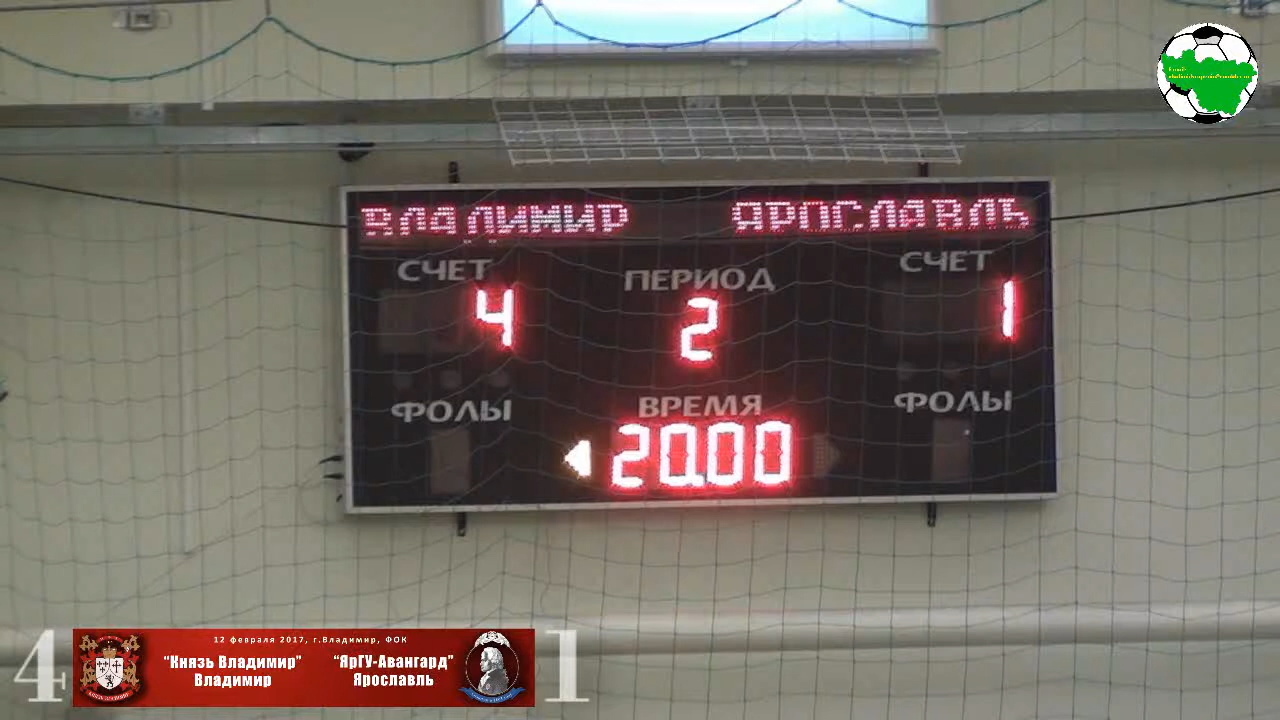 ВЛАДИМИР ЯРОСЛАВЛЬ
СЧЕТ ПЕРИОД СЧЕТ
4 2 1
ФОЛЫ ВРЕМЯ ФОЛЫ
20.00
4
12 февраля 2017, г.Владимир, ФОК
"Князь Владимир" "ЯрГУ-Авангард"
Владимир Ярославль
1